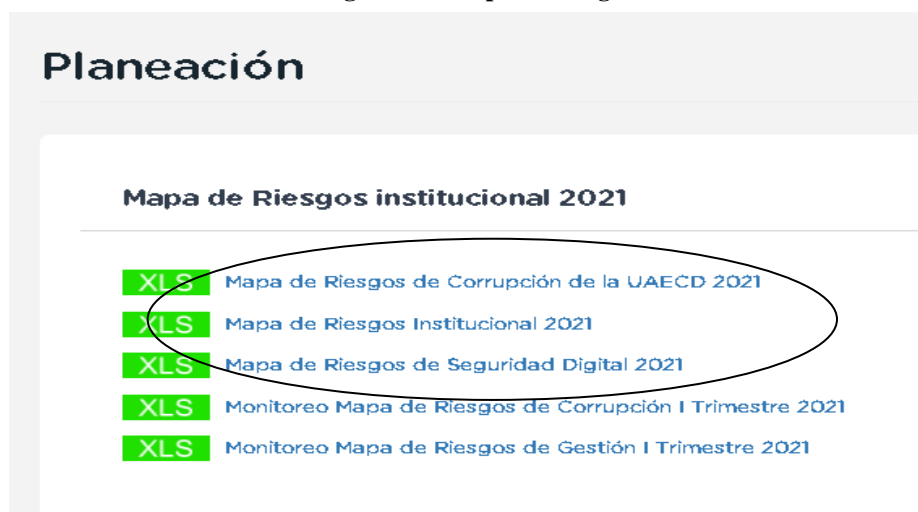 Planeación
Mapa de Riesgos institucional 2021
XLS Mapa de Riesgos de Corrupción de la UAECD 2021
XLS Mapa de Riesgos Institucional 2021
XLS Mapa de Riesgos de Seguridad Digital 2021
XLS Monitoreo Mapa de Riesgos de Corrupción I Trimestre 2021
XLS Monitoreo Mapa de Riesgos de Gestión I Trimestre 2021